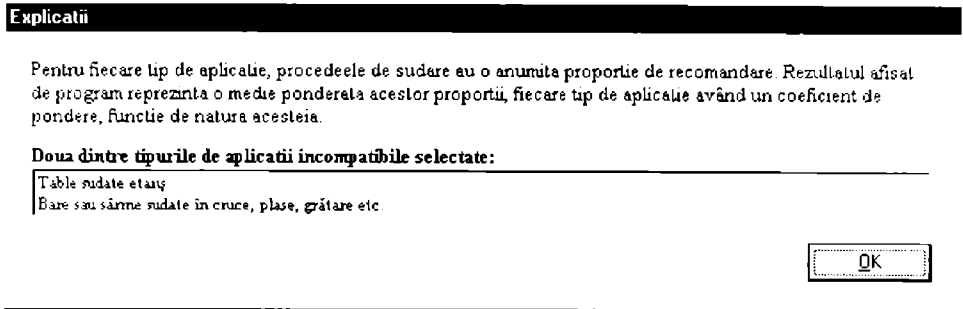 Explicatii
Pentru fiecare tip de aplicatie, procedeele de sudare au o anumita proportie de recomandare. Rezultatul afisat
de program reprezinta o medie ponderata acestor proportii, fiecare tip de aplicatie având un coeficient de
pondere, functie de natura acesteia.
Doua dintre tipurile de aplicatii incompatibile selectate:
Table sudate etanş
Bare sau sârme sudate în cruce, plase, grătare etc.
OK